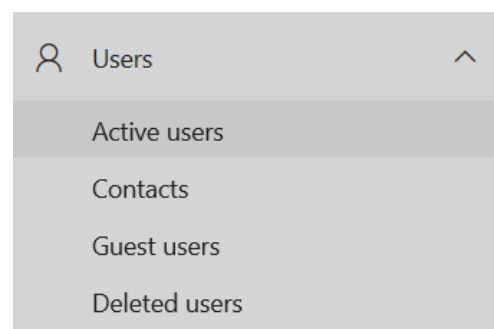 Users
Active users
Contacts
Guest users
Deleted users